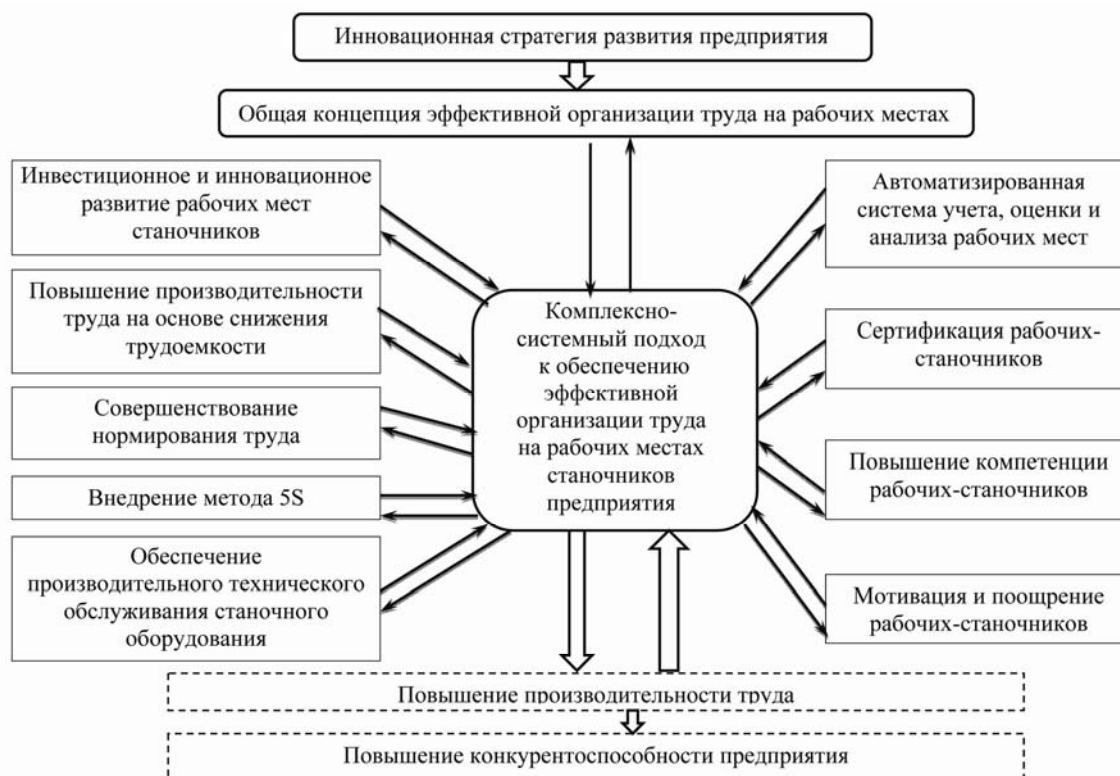 Инновационная стратегия развития предприятия
Общая концепция эффективной организации труда на рабочих местах
Инвестиционное и инновационное
развитие рабочих мест
станочников
Повышение производительности
труда на основе снижения
трудоемкости
Совершенствование
нормирования труда
Внедрение метода 5S
Обеспечение
производительного технического
обслуживания станочного
оборудования
Комплексно-
системный подход
к обеспечению
эффективной
организации труда
на рабочих местах
станочников
предприятия
Автоматизированная
система учета, оценки и
анализа рабочих мест
Сертификация рабочих-
станочников
Повышение компетенции
рабочих-станочников
Мотивация и поощрение
рабочих-станочников
Повышение производительности труда
Повышение конкурентоспособности предприятия